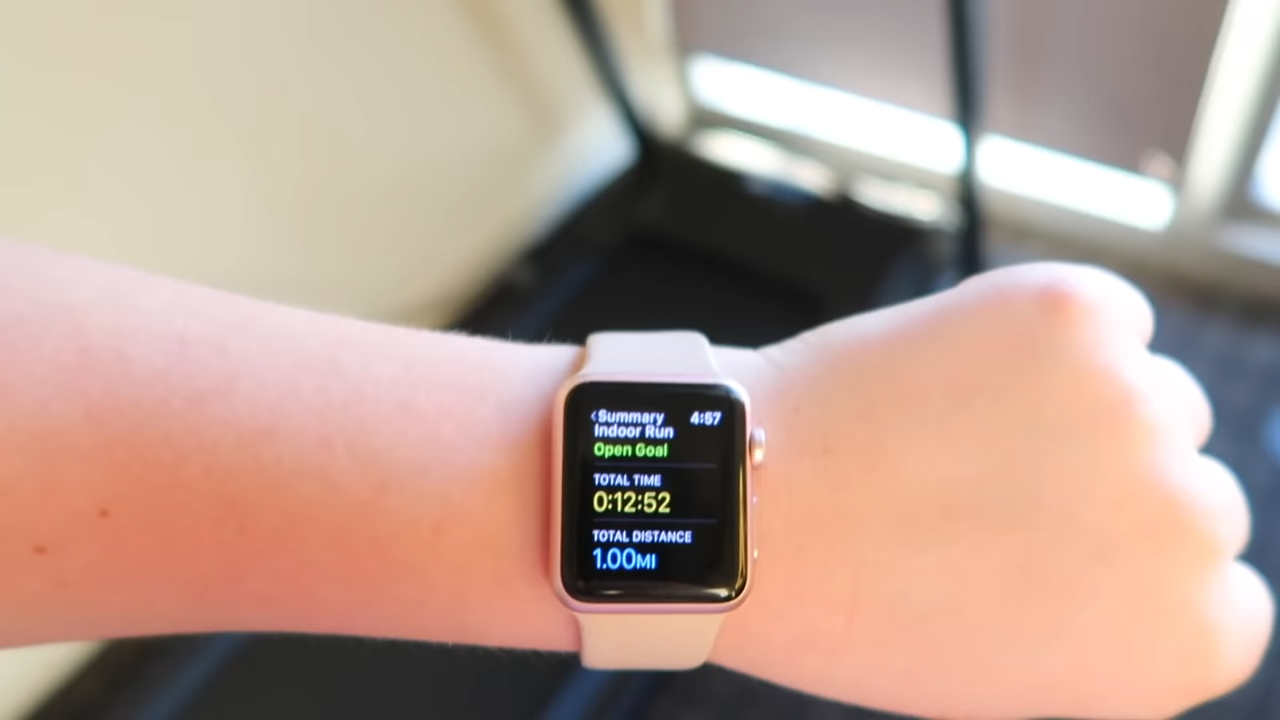 <Summary 4:57
Indoor Run
Open Goal
TOTAL TIME
0:12:52
TOTAL DISTANCE
1.00MI